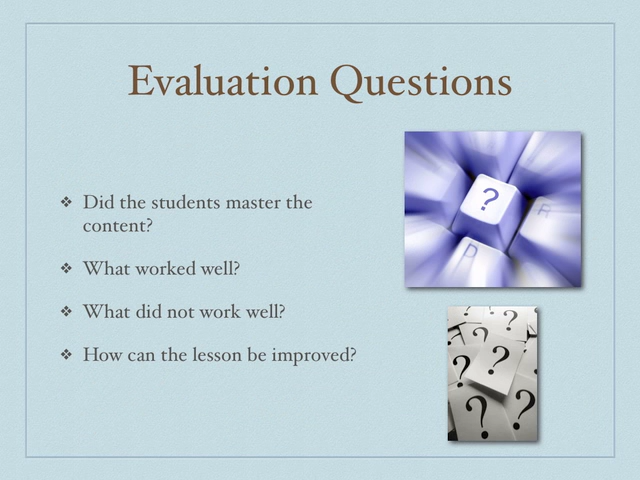 Evaluation Questions
?
R
P
❖ Did the students master the
content?
❖ What worked well?
❖ What did not work well?
❖ How can the lesson be improved?
? ?
?
? ?
? ?